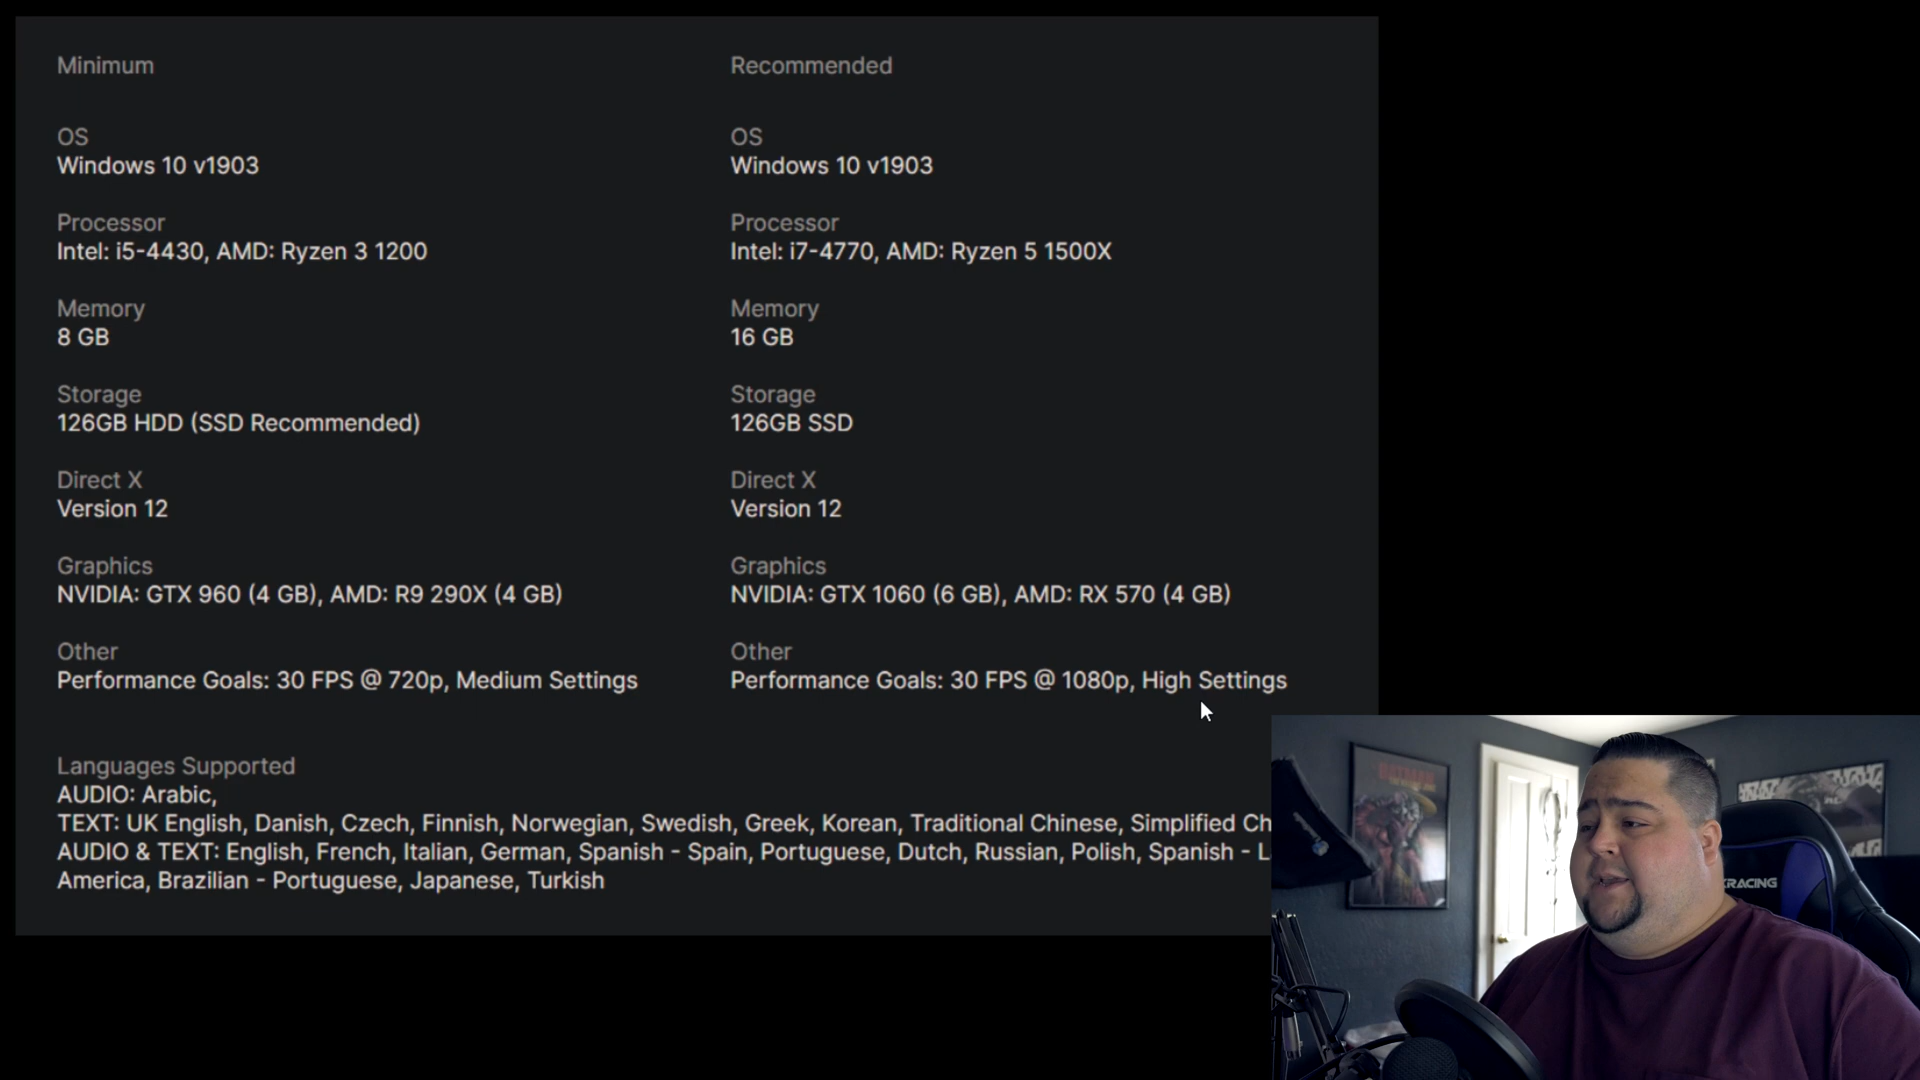 Minimum
OS
Windows 10 v1903
Processor
Intel: i5-4430, AMD: Ryzen 3 1200
Memory
8 GB
Storage
126GB HDD (SSD Recommended)
Direct X
Version 12
Graphics
NVIDIA: GTX 960 (4 GB), AMD: R9 290X (4 GB)
Other
Performance Goals: 30 FPS @ 720p, Medium Settings
Recommended
OS
Windows 10 v1903
Processor
Intel: i7-4770, AMD: Ryzen 5 1500X
Memory
16 GB
Storage
126GB SSD
Direct X
Version 12
Graphics
NVIDIA: GTX 1060 (6 GB), AMD: RX 570 (4 GB)
Other
Performance Goals: 30 FPS @ 1080p, High Settings
Languages Supported
AUDIO: Arabic,
TEXT: UK English, Danish, Czech, Finnish, Norwegian, Swedish, Greek, Korean, Traditional Chinese, Simplified Ch
AUDIO & TEXT: English, French, Italian, German, Spanish - Spain, Portuguese, Dutch, Russian, Polish, Spanish - L
America, Brazilian - Portuguese, Japanese, Turkish
RACING